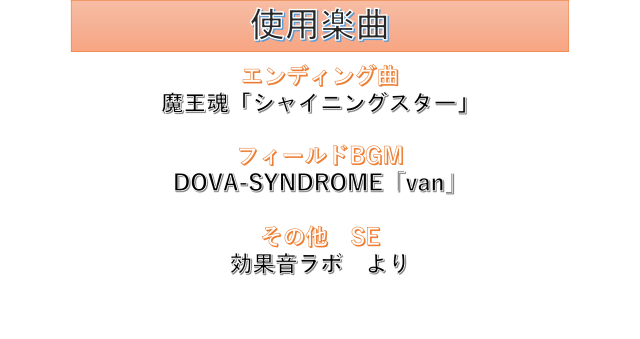 使用楽曲
エンディング曲
魔王魂「シャイニングスター」
フィールドBGM
DOVA-SYNDROME「van」
その他　SE
効果音ラボ　より